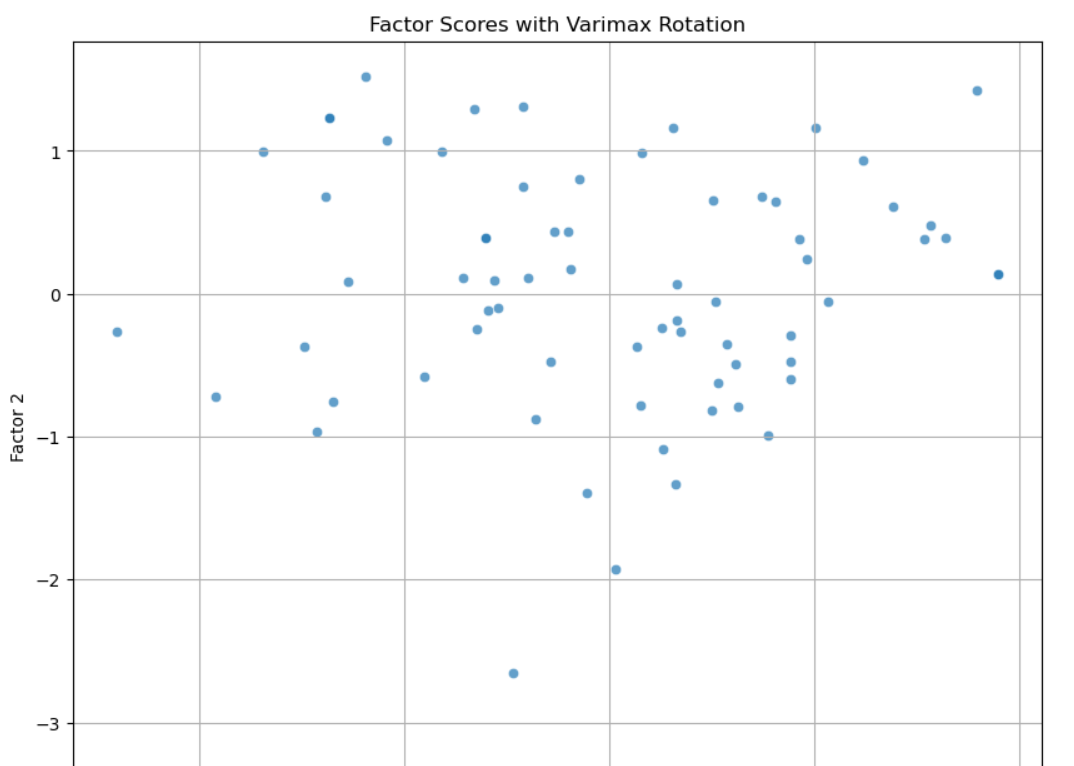 Factor Scores with Varimax Rotation
1
0
Factor 2
−1
−2
−3